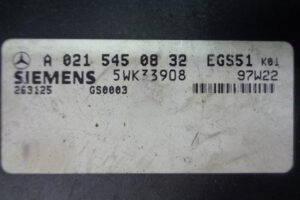 A 021 545 08 32 EGS51 K01
SIEMENS 5WK33908 97W22
263125 GS0003